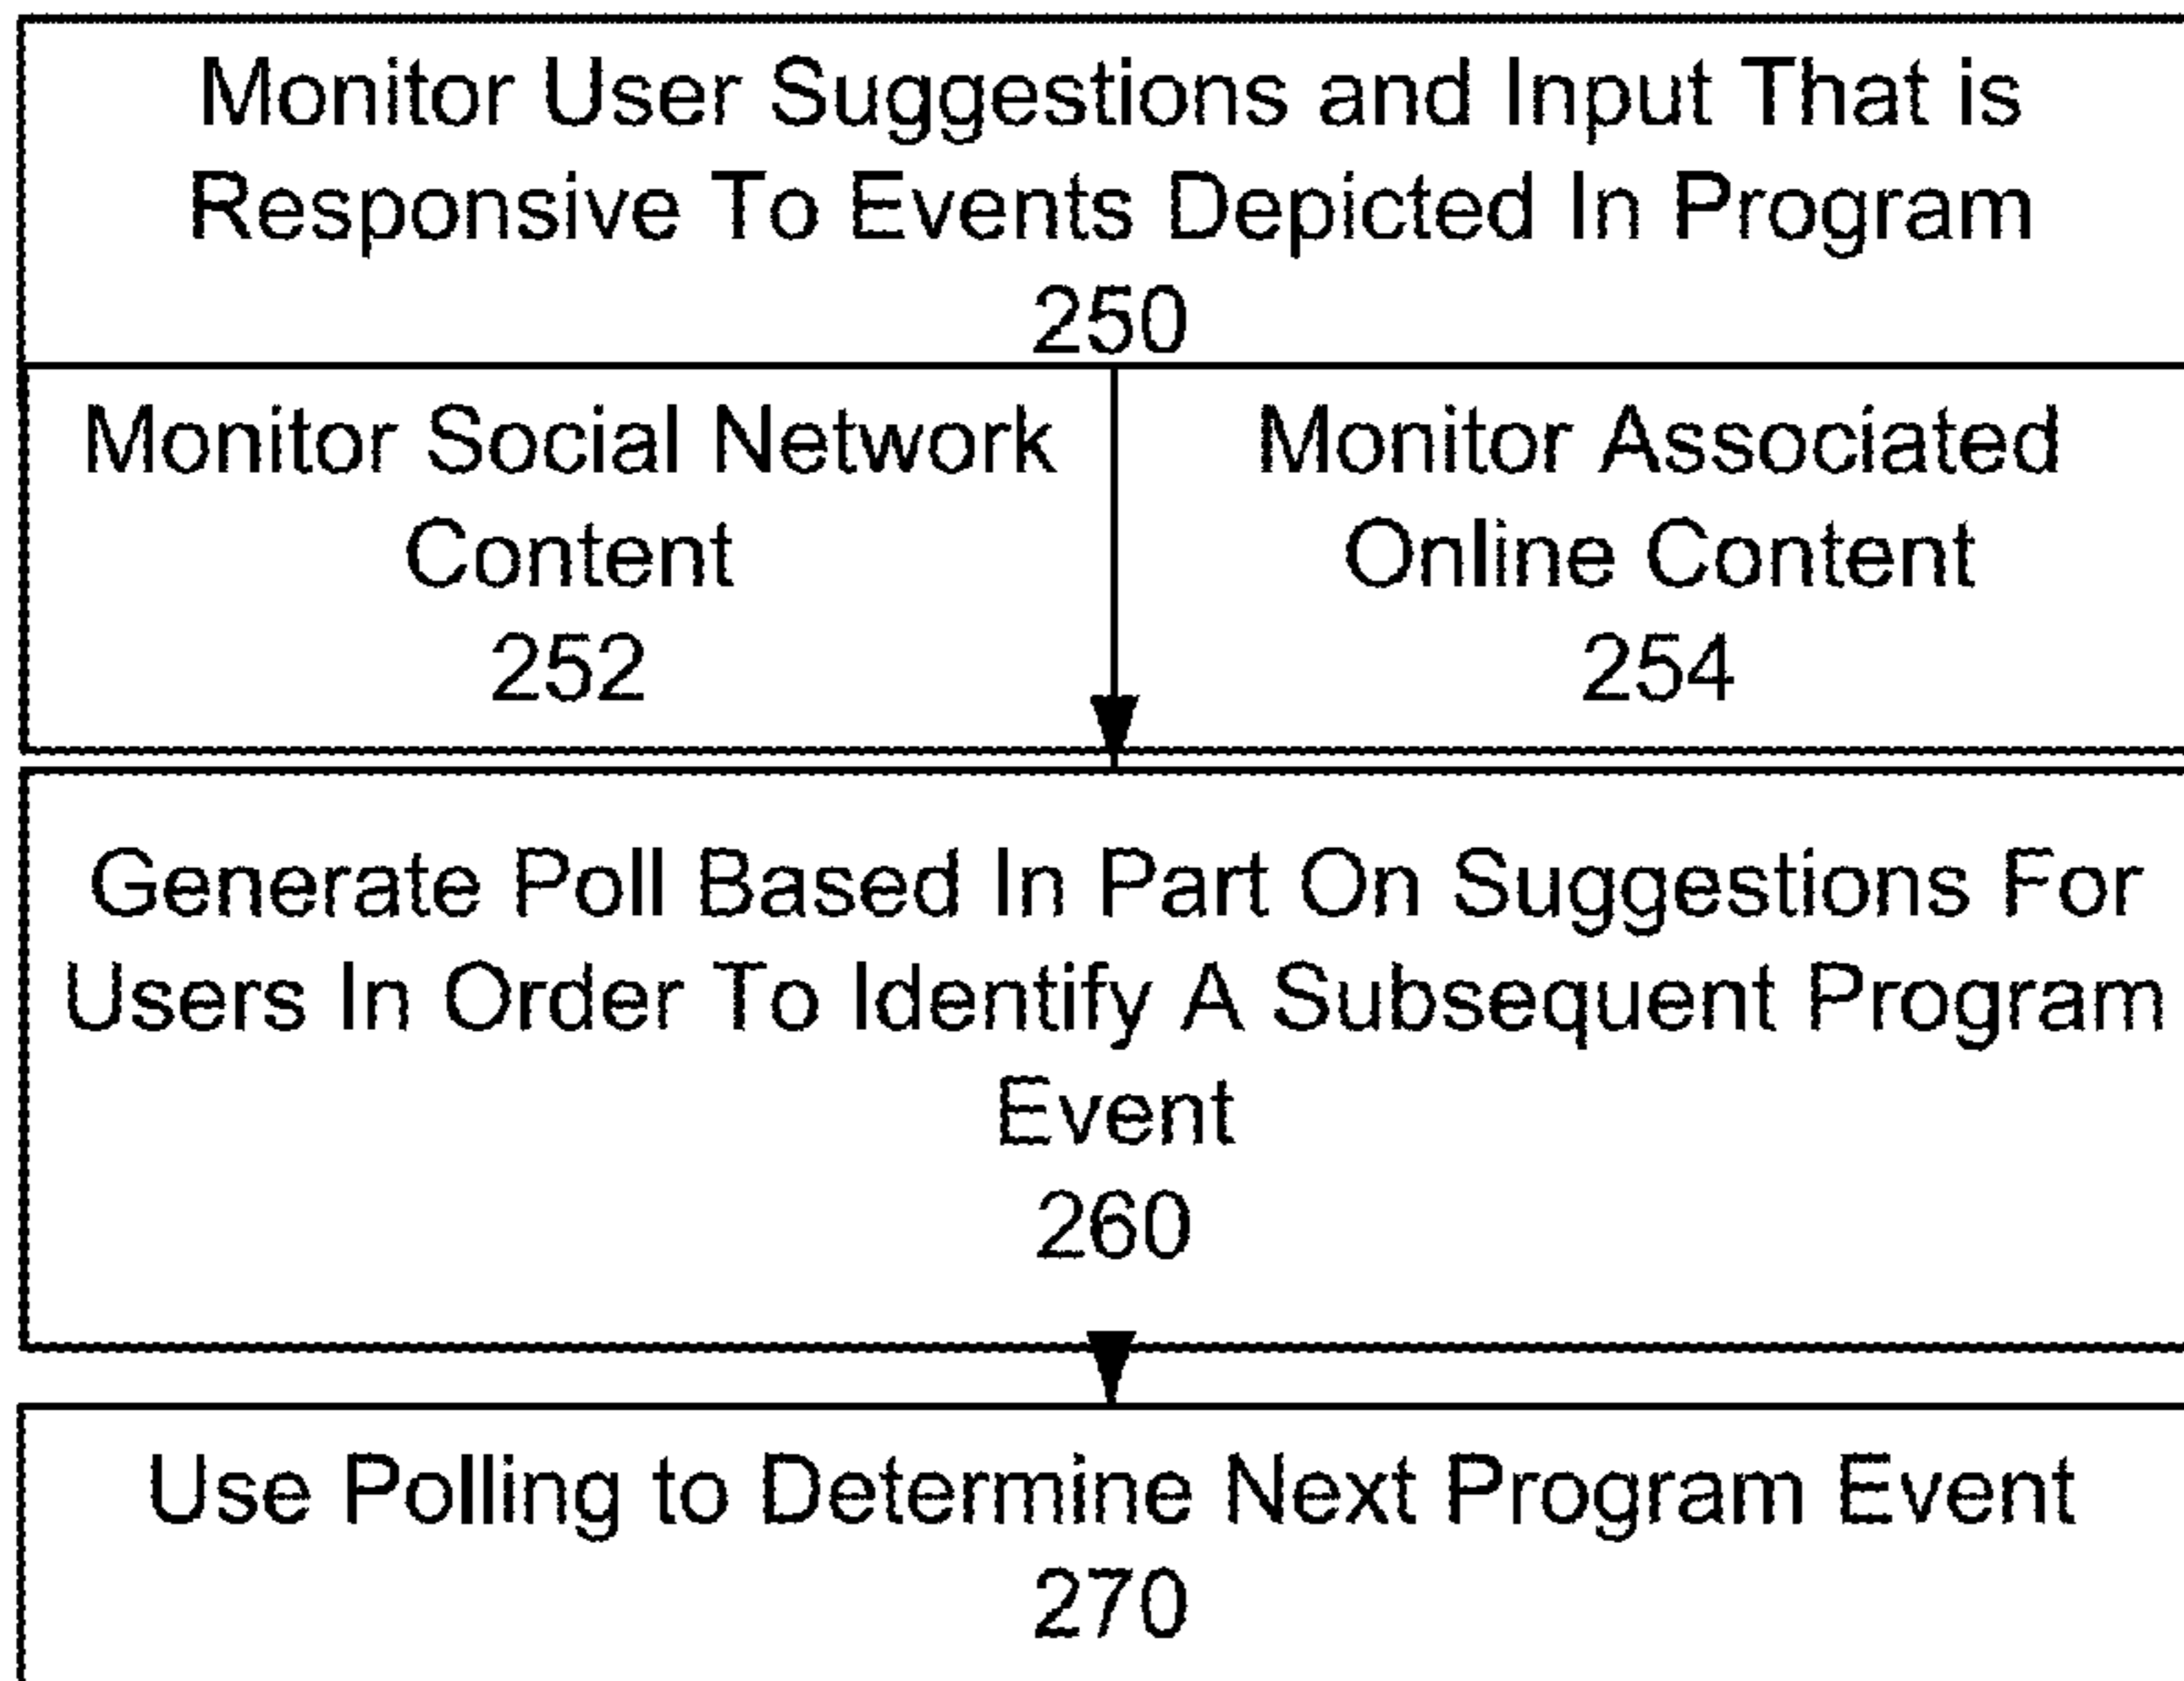 Monitor User Suggestions and Input That is
Responsive To Events Depicted In Program
250
Monitor Social Network
Content
252
Monitor Associated
Online Content
254
Generate Poll Based In Part On Suggestions For
Users In Order To Identify A Subsequent Program
Event
260
Use Polling to Determine Next Program Event
270